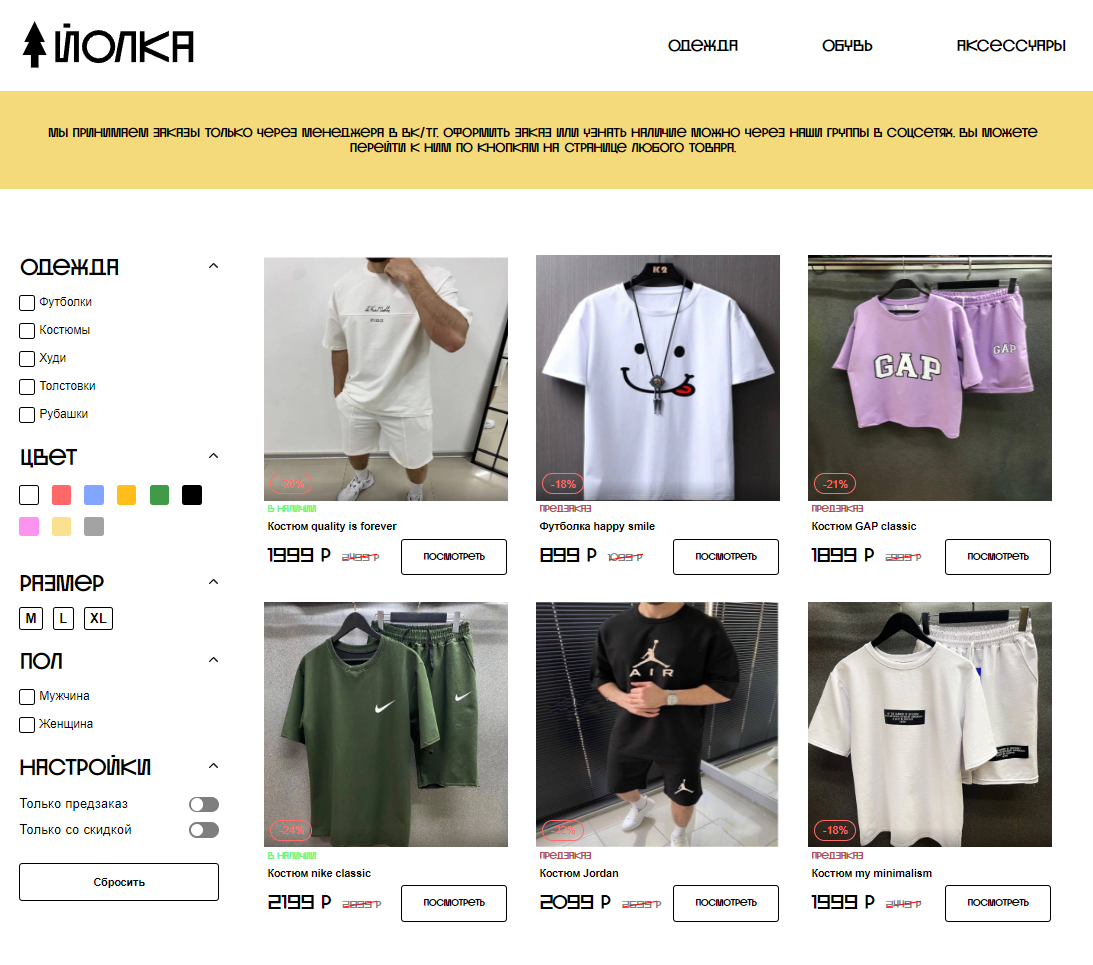 ЙОЛКА
ОДЕЖДА
ОБУВЬ
АКСЕССУАРЫ
МЫ ПРИНИМАЕМ ЗАКАЗЫ ТОЛЬКО ЧЕРЕЗ МЕНЕДЖЕРА В ВК/ТГ. ОФОРМИТЬ ЗАКАЗ ИЛИ УЗНАТЬ НАЛИЧИЕ МОЖНО ЧЕРЕЗ НАШИ ГРУППЫ В СОЦСЕТЯХ. ВЫ МОЖЕТЕ
ПЕРЕЙТИ К НИМ ПО КНОПКАМ НА СТРАНИЦЕ ЛЮБОГО ТОВАРА.
ОДЕЖДА
Футболки
Костюмы
Худи
Толстовки
Рубашки
ЦВЕТ
РАЗМЕР
M L XL
ПОЛ
Мужчина
Женщина
НАСТРОЙКИ
Только предзаказ
Только со скидкой
Сбросить
В НАЛИЧИИ
Костюм quality is forever
1999 Р
ПОСМОТРЕТЬ
K2
-18%
ПРЕДЗАКАЗ
Футболка happy smile
899 Р 1099 Р
ПОСМОТРЕТЬ
GAP
GAP
-21%
ПРЕДЗАКАЗ
Костюм GAP classic
1899 Р
ПОСМОТРЕТЬ
-24%
В НАЛИЧИИ
Костюм nike classic
2199 Р 2899 Р
ПОСМОТРЕТЬ
AIR
ПРЕДЗАКАЗ
Костюм Jordan
2099 Р 2699 Р
ПОСМОТРЕТЬ
-18%
ПРЕДЗАКАЗ
Костюм my minimalism
1999 Р 2449 Р
ПОСМОТРЕТЬ